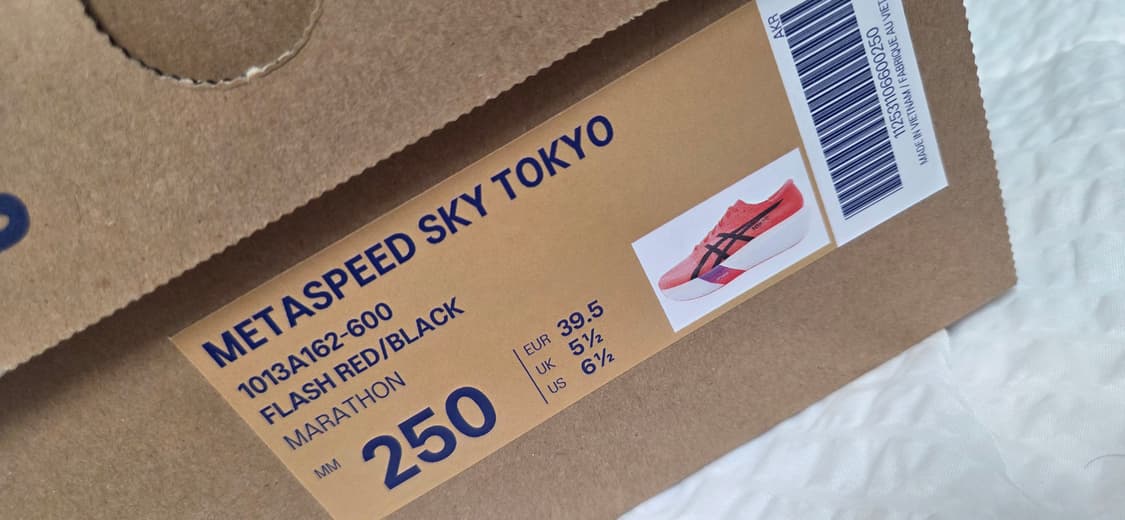 METASPEED SKY TOKYO
1013A162-600
FLASH RED/BLACK
MARATHON
MM 250
EUR 39.5
UK 5½
US 6½
AKR
1125311066600250
MADE IN VIETNAM / FABRIQUE AU VIET